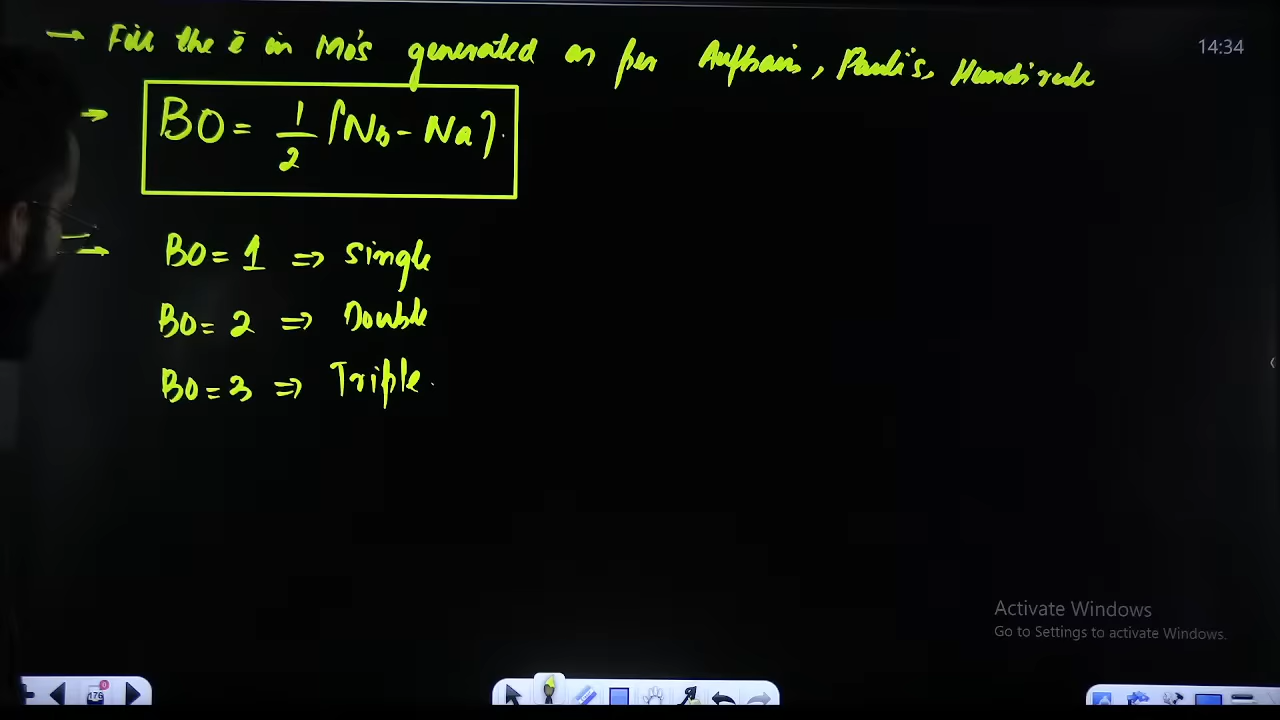 → Fill the ē in MO's generated as per Aufbau's, Pauli's, Hund's rule
14:34
→ BO = 1/2 [Nb - Na].
→ BO = 1 ⇒ Single
BO = 2 ⇒ Double
BO = 3 ⇒ Triple.
Activate Windows
Go to Settings to activate Windows.
176